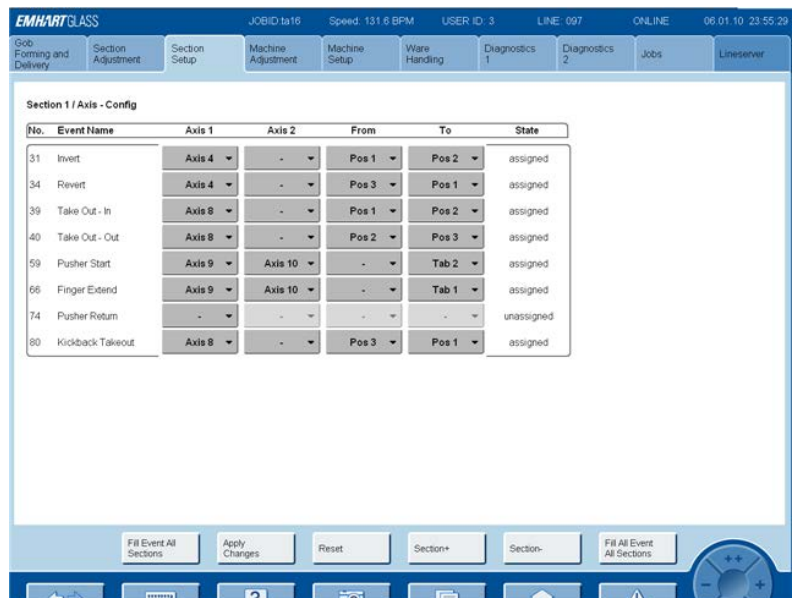 EMHART GLASS JOBID:ta16 Speed: 131.6 BPM USER ID: 3 LINE: 097 ONLINE 06.01.10 23:55:29
Gob Forming and Delivery
Section Adjustment
Section Setup
Machine Adjustment
Machine Setup
Ware Handling
Diagnostics 1
Diagnostics 2
Jobs
Lineserver
Section 1 / Axis - Config
No. Event Name Axis 1 Axis 2 From To State
31 Invert Axis 4 - Pos 1 Pos 2 assigned
34 Revert Axis 4 - Pos 3 Pos 1 assigned
39 Take Out - In Axis 8 - Pos 1 Pos 2 assigned
40 Take Out - Out Axis 8 - Pos 2 Pos 3 assigned
59 Pusher Start Axis 9 Axis 10 - Tab 2 assigned
66 Finger Extend Axis 9 Axis 10 - Tab 1 assigned
74 Pusher Return - - - - unassigned
80 Kickback Takeout Axis 8 - Pos 3 Pos 1 assigned
Fill Event All Sections
Apply Changes
Reset
Section+
Section-
Fill All Event All Sections
++
- +
?